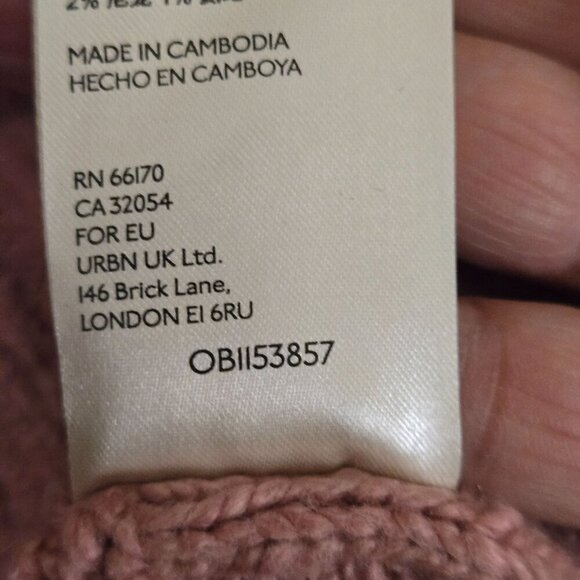 MADE IN CAMBODIA
HECHO EN CAMBOYA
RN 66170
CA 32054
FOR EU
URBN UK Ltd.
146 Brick Lane,
LONDON E1 6RU
OB1153857